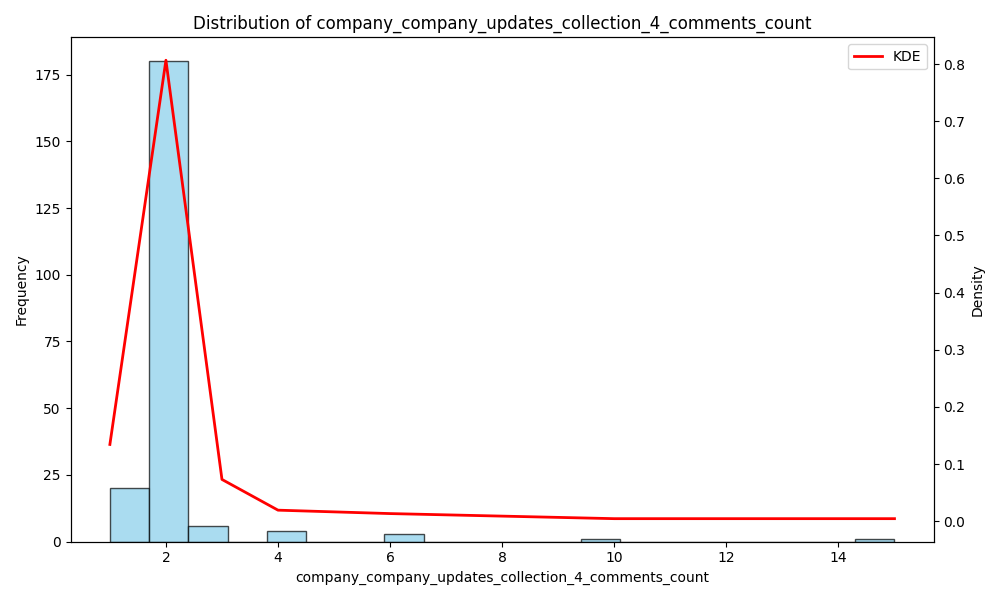 Distribution of company_company_updates_collection_4_comments_count
KDE
Frequency
175
150
125
100
75
50
25
0
0.8
0.7
0.6
0.5
0.4
0.3
0.2
0.1
0.0
Density
2 4 6 8 10 12 14
company_company_updates_collection_4_comments_count